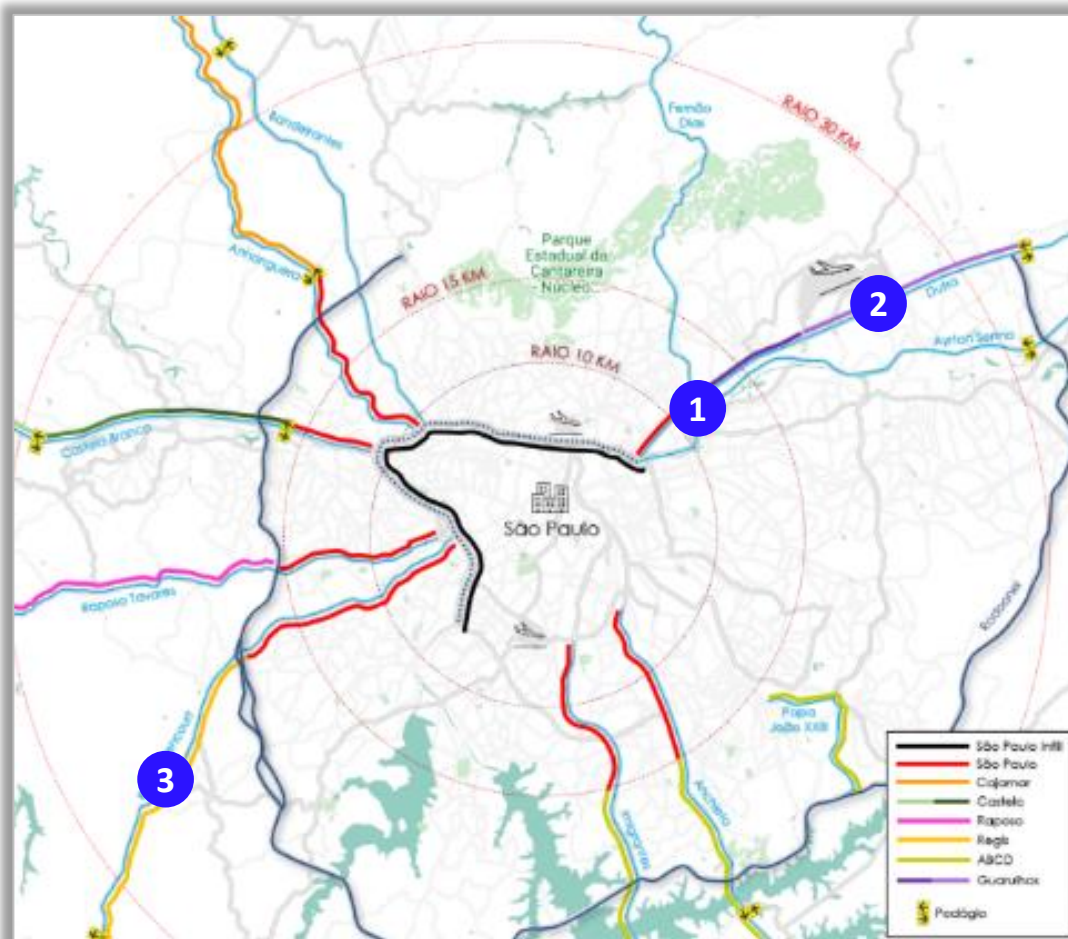 Bandeirantes
Fernão
Dias
RAIO 30 KM
Parque
Estadual da
Cantareira
- Núcleo...
Anhanguera
RAIO 15 KM
2
Dutra
Ayrton Senna
RAIO 10 KM
1
Castelo Branco
São Paulo
Raposo Tavares
Rodoanel
3
Papa
João XXIII
Anchieta
Imigrantes
São Paulo Infill
São Paulo
Cajamar
Castelo
Raposo
Regis
ABCD
Guarulhos
Pedágio